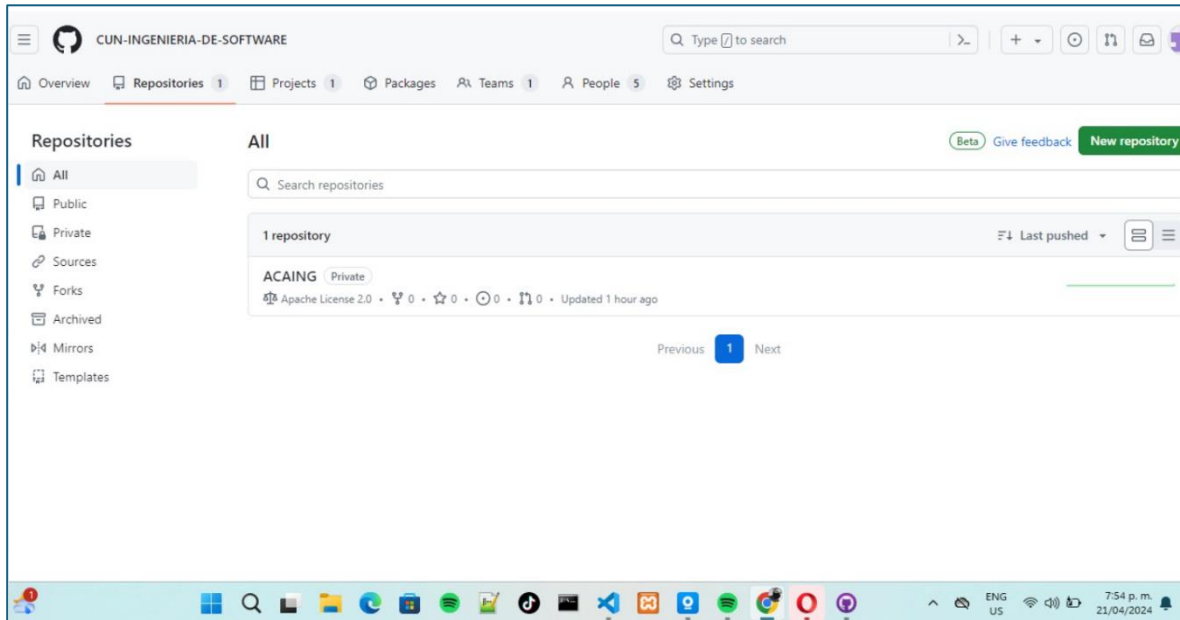 CUN-INGENIERIA-DE-SOFTWARE
Type / to search
Overview Repositories 1 Projects 1 Packages Teams 1 People 5 Settings
Repositories
All
Beta Give feedback New repository
All
Search repositories
Public
Private
1 repository Last pushed
Sources
ACAING Private
Forks
Apache License 2.0 • 0 • 0 • 0 • 0 • Updated 1 hour ago
Archived
Mirrors
Previous 1 Next
Templates
1
ENG
US
7:54 p. m.
21/04/2024